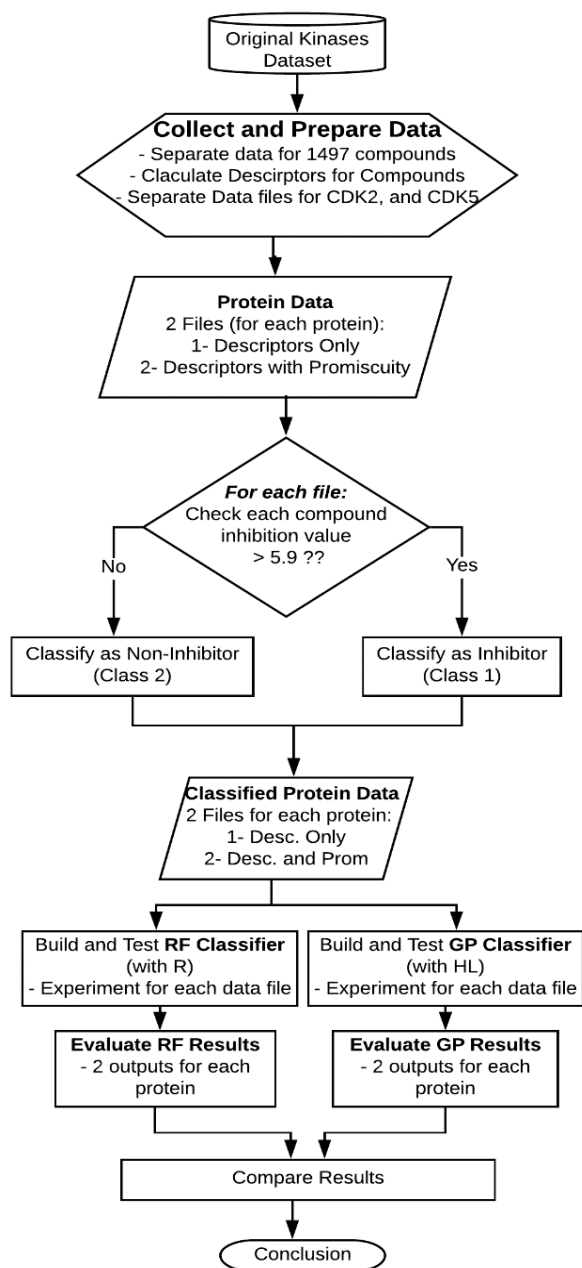 Original Kinases
Dataset
Collect and Prepare Data
- Separate data for 1497 compounds
- Claculate Descirptors for Compounds
- Separate Data files for CDK2, and CDK5
Protein Data
2 Files (for each protein):
1- Descriptors Only
2- Descriptors with Promiscuity
For each file:
Check each compound
inhibition value
> 5.9 ??
No
Yes
Classify as Non-Inhibitor
(Class 2)
Classify as Inhibitor
(Class 1)
Classified Protein Data
2 Files for each protein:
1- Desc. Only
2- Desc. and Prom
Build and Test RF Classifier
(with R)
- Experiment for each data file
Build and Test GP Classifier
(with HL)
- Experiment for each data file
Evaluate RF Results
- 2 outputs for each
protein
Evaluate GP Results
- 2 outputs for each
protein
Compare Results
Conclusion